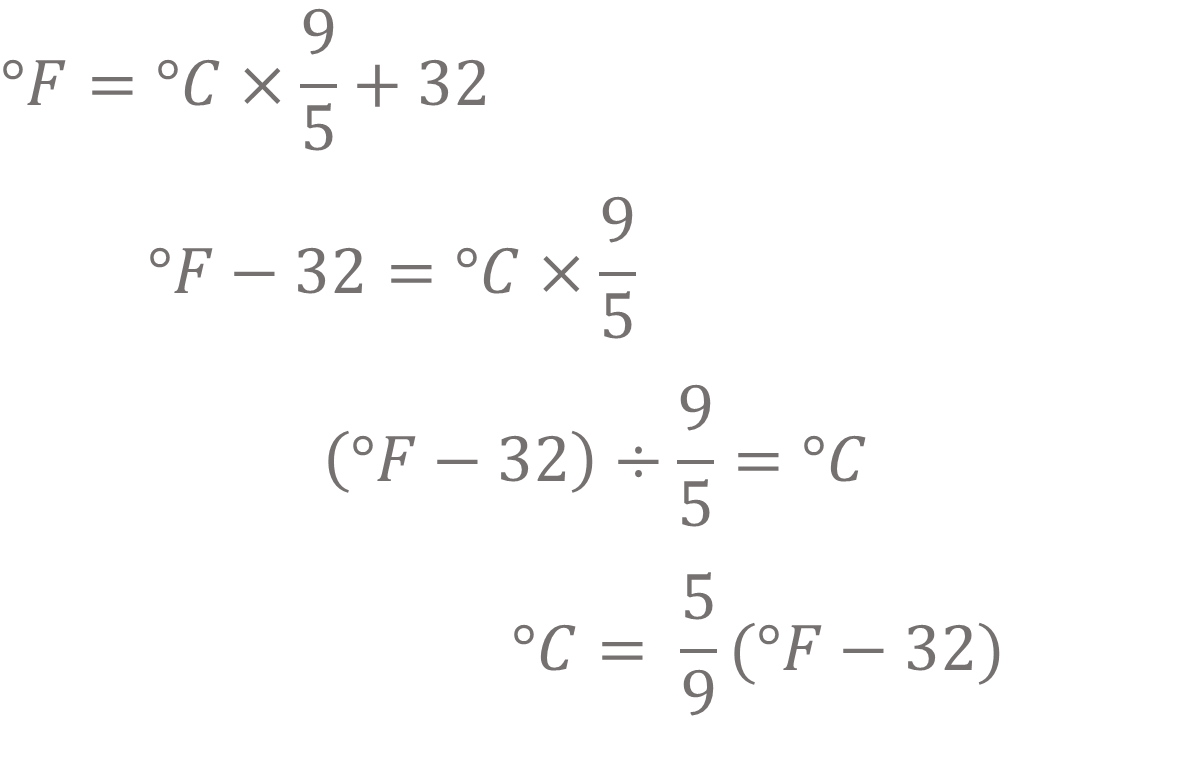 °F = °C × 9/5 + 32
°F − 32 = °C × 9/5
(°F − 32) ÷ 9/5 = °C
°C = 5/9 (°F − 32)